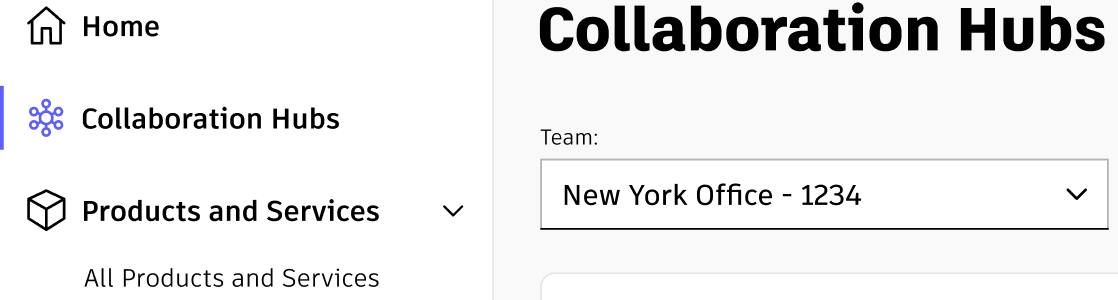 Home
Collaboration Hubs
Products and Services
All Products and Services
Collaboration Hubs
Team:
New York Office - 1234